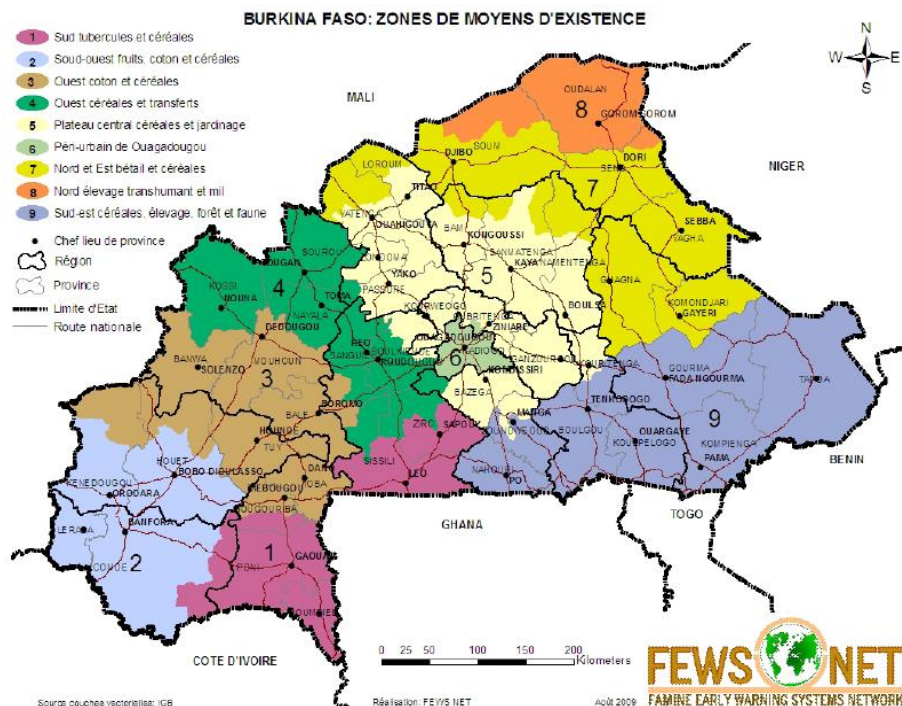 BURKINA FASO: ZONES DE MOYENS D'EXISTENCE
1 Sud tubercules et céréales
2 Soud-ouest fruits, coton et céréales
3 Ouest coton et céréales
4 Ouest céréales et transferts
5 Plateau central céréales et jardinage
6 Péri-urbain de Ouagadougou
7 Nord et Est bétail et céréales
8 Nord élevage transhumant et mil
9 Sud-est céréales, élevage, forêt et faune
Chef lieu de province
Région
Province
Limite d'Etat
Route nationale
N
W E
S
MALI
NIGER
BENIN
TOGO
GHANA
COTE D'IVOIRE
OUDALAN
8
GOROM GOROM
SOUM
DJIBO
LOROUM
DORI
SENO
7
TITAO
SEBBA
YAGHA
YATENGA
OUAHIGOUYA
BAM
KOUGOUSSI
SANMATENGA
KAYA
NAMENTENGA
5
SOUROU
4
KOSSI
NOUNA
TOMA
NAYALA
YAKO
PASSORE
KOURWEOGO
OUBRITENGA
ZINIARE
BOULSA
GNAGNA
KOMONDJARI
GAYERI
DEDOUGOU
BANWA
MOUHOUN
SOLENZO
3
REO
SANGUIE
BOULKIEMDE
KOUDOUGOU
OUAGADOUGOU
KADIOGO
6
GANZOURGOU
KOURITENGA
KOMBISSIRI
BAZEGA
GOURMA
FADA NGOURMA
TAPOA
9
BOROMO
BALE
HOUNDE
TUY
ZIRO
SAPOUY
MANGA
TENKODOGO
BOULGOU
OUARGAYE
KOULPELOGO
KOMPIENGA
PAMA
SISSILI
LEO
NAHOURI
PO
HOUET
BOBO DIOULASSO
KENEDOUGOU
ORODARA
DANO
IOBA
DIEBOUGOU
BOUGOURIBA
LERABA
BANFORA
COMOE
2
1
GAOUA
PONI
NOUMBIEL
0 25 50 100 150 200
Kilometers
FEWS NET
FAMINE EARLY WARNING SYSTEMS NETWORK
Source couches vectorielles: IGB
Réalisation: FEWS NET
Août 2009